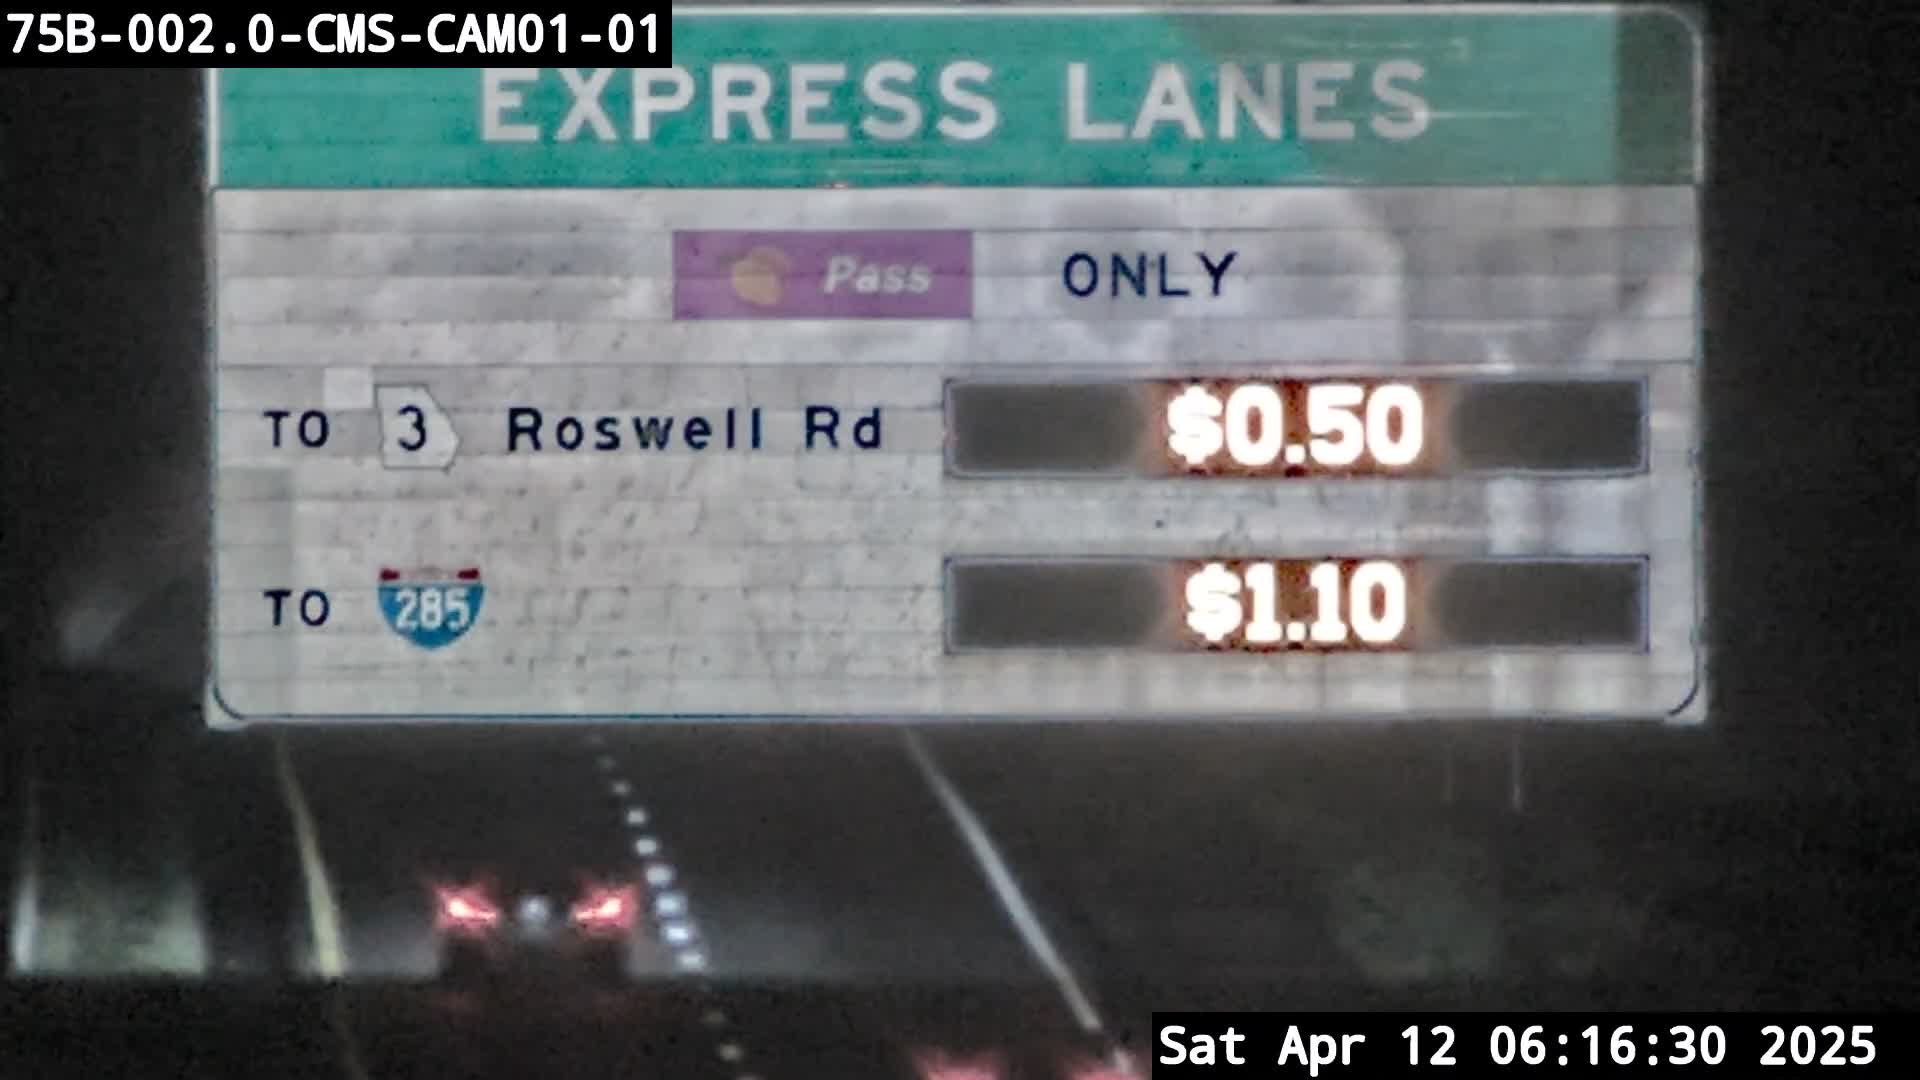 75B-002.0-CMS-CAM01-01
EXPRESS LANES
Pass ONLY
TO 3 Roswell Rd $0.50
TO 285 $1.10
Sat Apr 12 06:16:30 2025